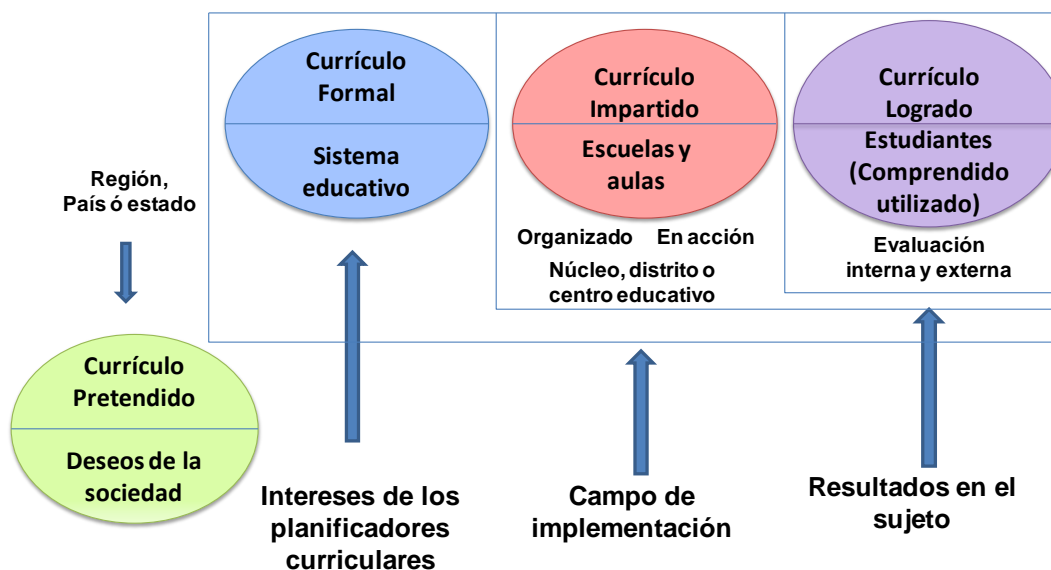 Currículo
Formal
Sistema
educativo
Currículo
Impartido
Escuelas y
aulas
Organizado En acción
Núcleo, distrito o
centro educativo
Currículo
Logrado
Estudiantes
(Comprendido
utilizado)
Evaluación
interna y externa
Región,
País ó estado
Currículo
Pretendido
Deseos de la
sociedad
Intereses de los
planificadores
curriculares
Campo de
implementación
Resultados en el
sujeto